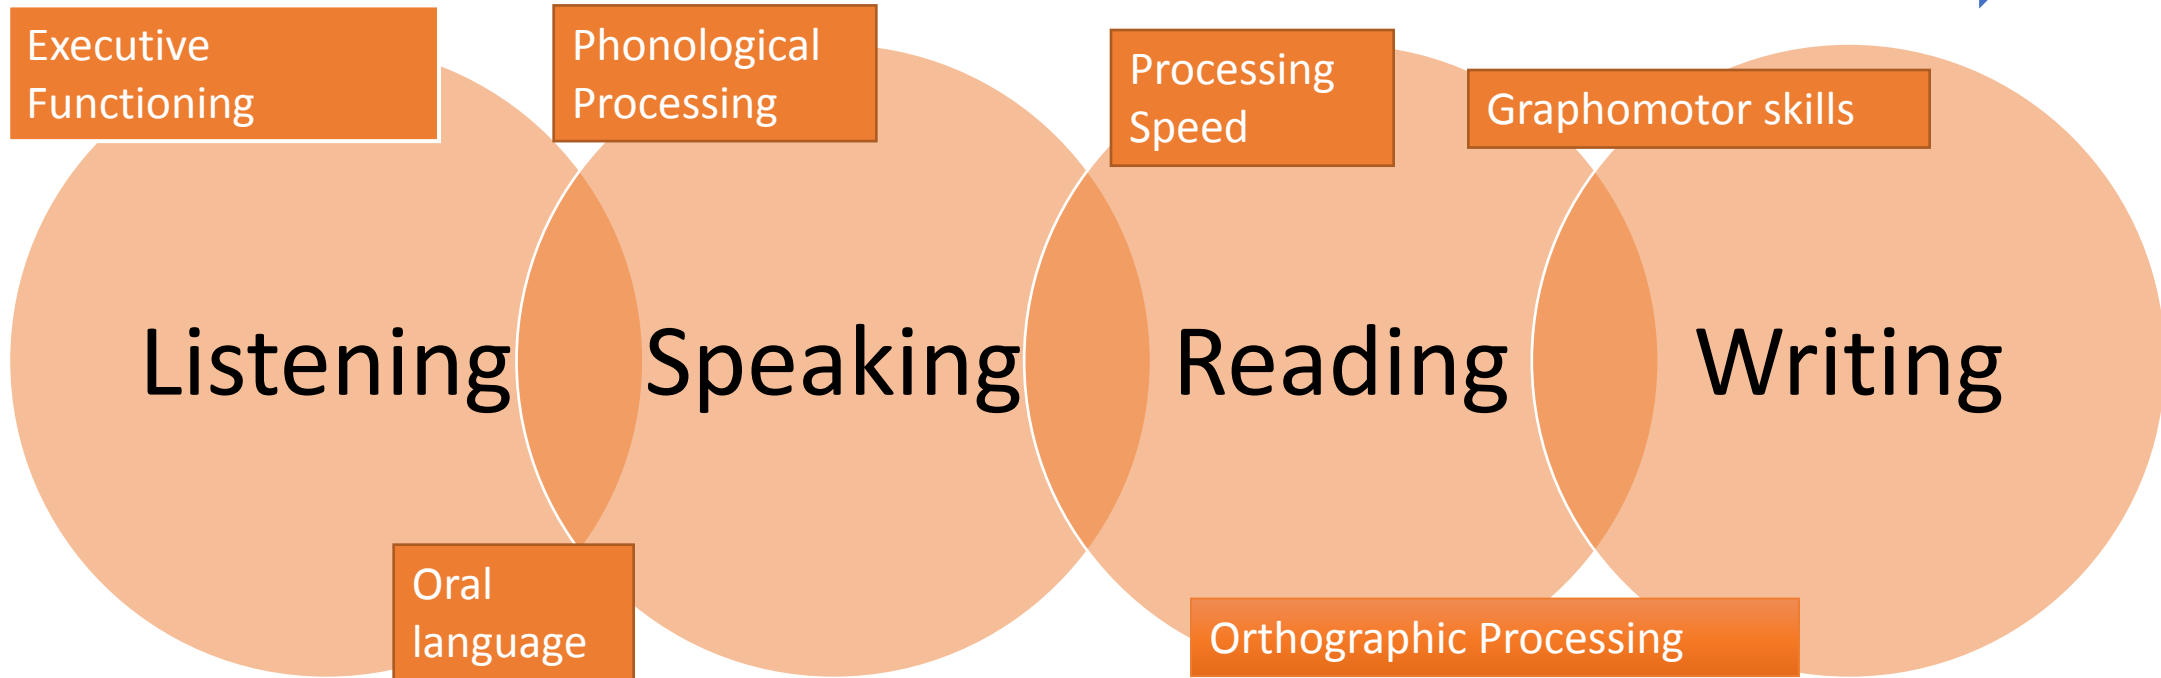 Executive
Functioning
Phonological
Processing
Processing
Speed
Graphomotor skills
Listening
Speaking
Reading
Writing
Oral
language
Orthographic Processing